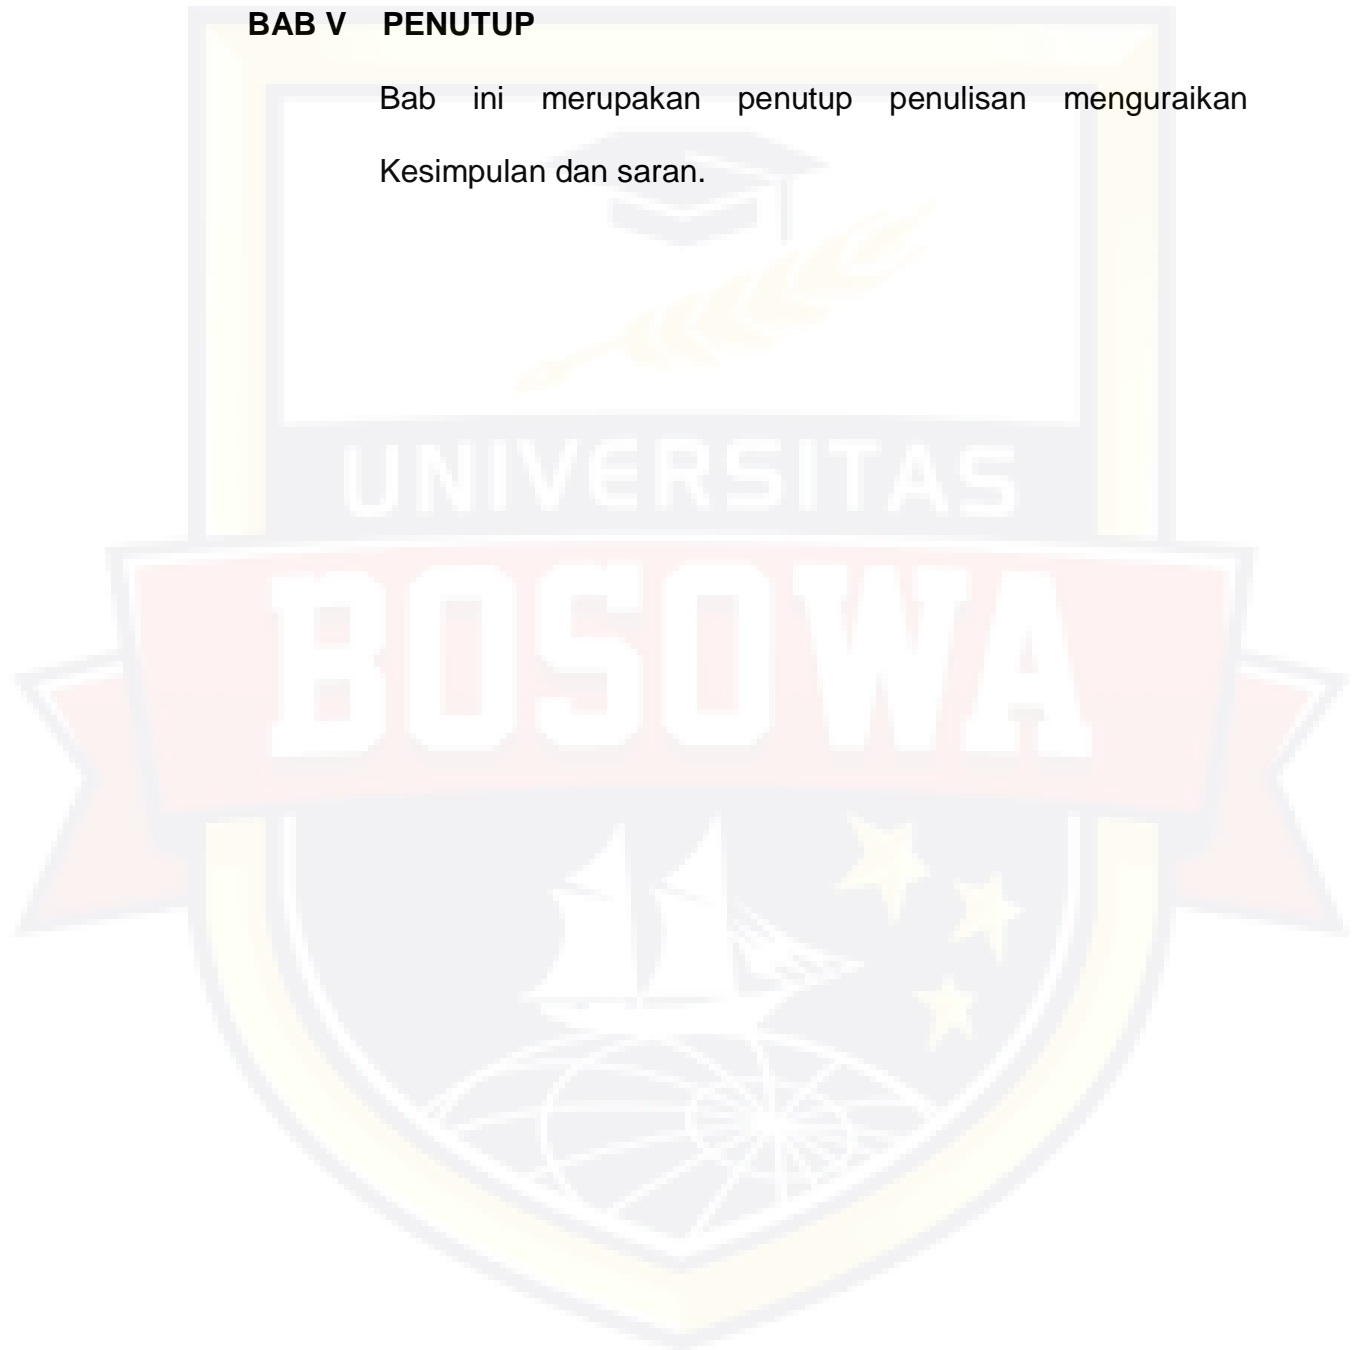 BAB V PENUTUP
Bab ini merupakan penutup penulisan menguraikan
Kesimpulan dan saran.
UNIVERSITAS
BOSOWA